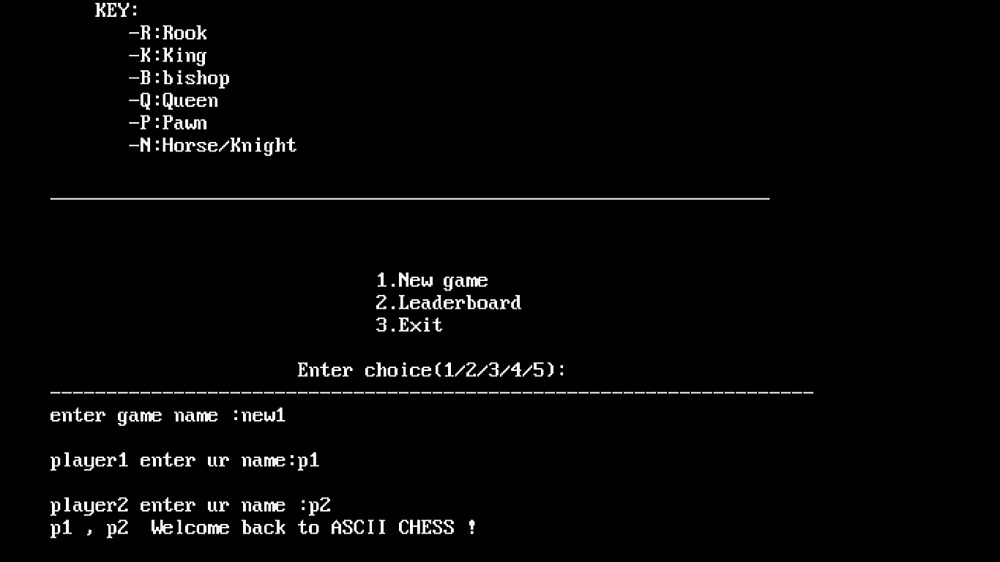 KEY:
-R:Rook
-K:King
-B:bishop
-Q:Queen
-P:Pawn
-N:Horse/Knight
1.New game
2.Leaderboard
3.Exit
Enter choice(1/2/3/4/5):
--------------------------------------------------------------------
enter game name :new1
player1 enter ur name:p1
player2 enter ur name :p2
p1 , p2  Welcome back to ASCII CHESS !